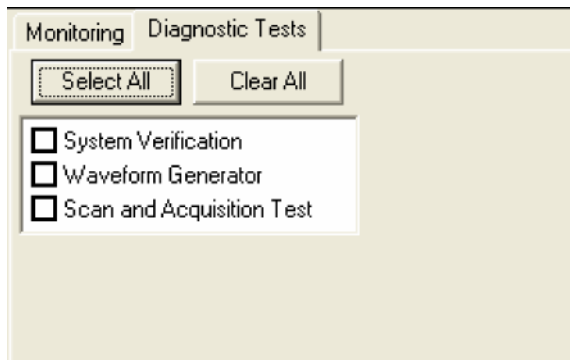 Monitoring Diagnostic Tests
Select All Clear All
System Verification
Waveform Generator
Scan and Acquisition Test